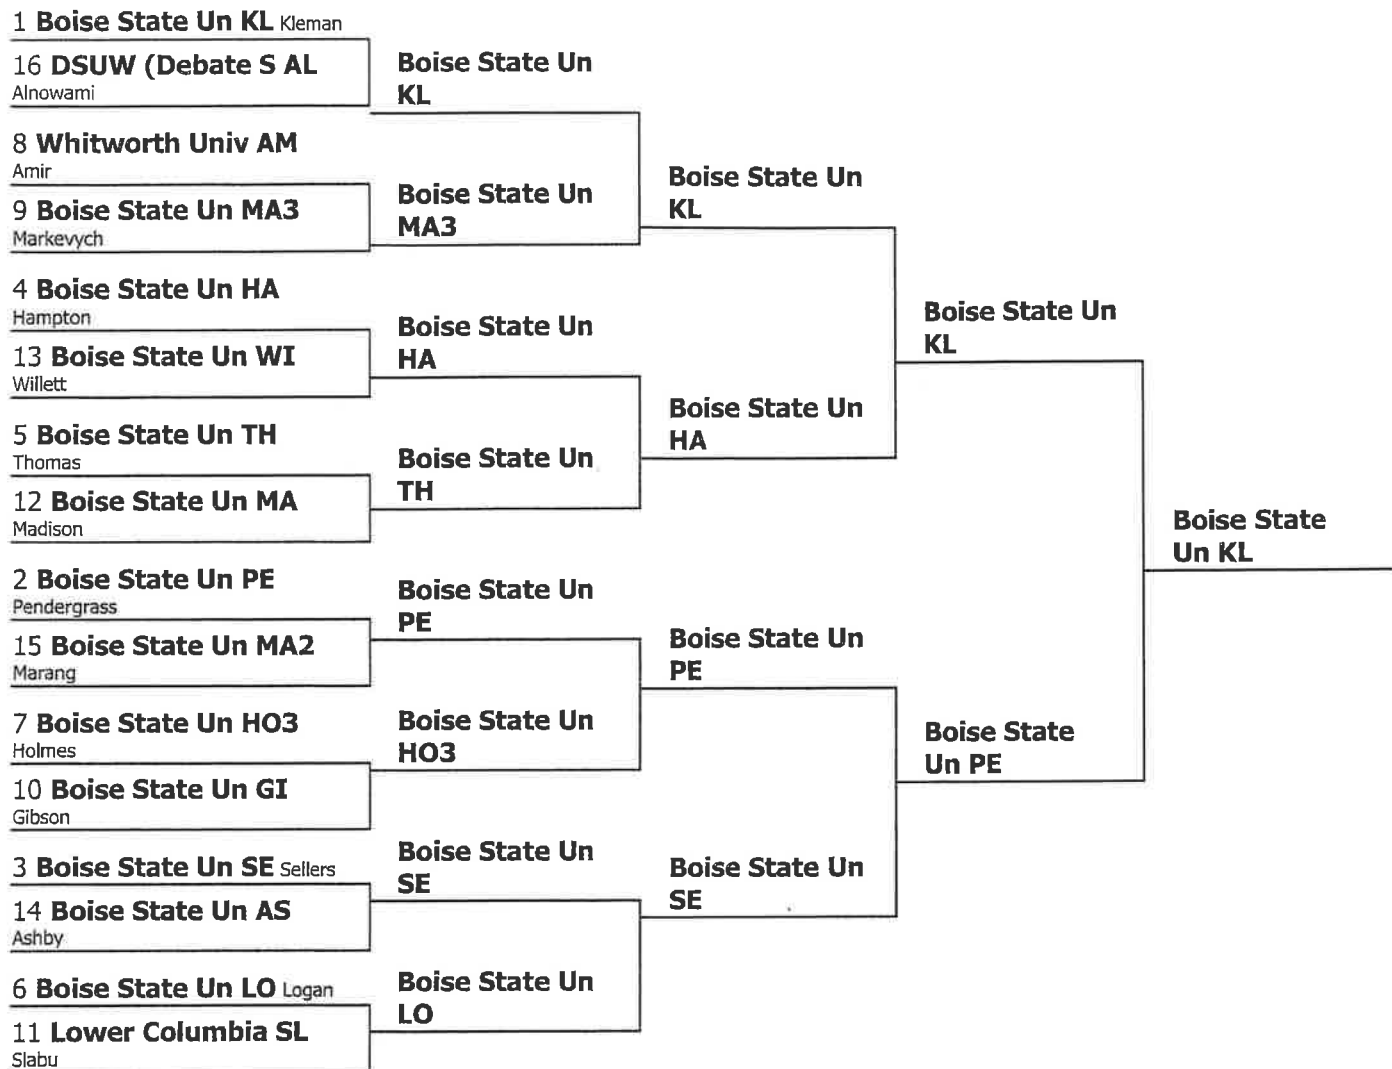 1 Boise State Un KL Kleman
16 DSUW (Debate S AL
Alnowami
8 Whitworth Univ AM
Amir
9 Boise State Un MA3
Markevych
4 Boise State Un HA
Hampton
13 Boise State Un WI
Willett
5 Boise State Un TH
Thomas
12 Boise State Un MA
Madison
2 Boise State Un PE
Pendergrass
15 Boise State Un MA2
Marang
7 Boise State Un HO3
Holmes
10 Boise State Un GI
Gibson
3 Boise State Un SE Sellers
14 Boise State Un AS
Ashby
6 Boise State Un LO Logan
11 Lower Columbia SL
Slabu
Boise State Un
KL
Boise State Un
MA3
Boise State Un
HA
Boise State Un
TH
Boise State Un
PE
Boise State Un
HO3
Boise State Un
SE
Boise State Un
LO
Boise State Un
KL
Boise State Un
HA
Boise State Un
PE
Boise State Un
SE
Boise State Un
KL
Boise State
Un PE
Boise State
Un KL